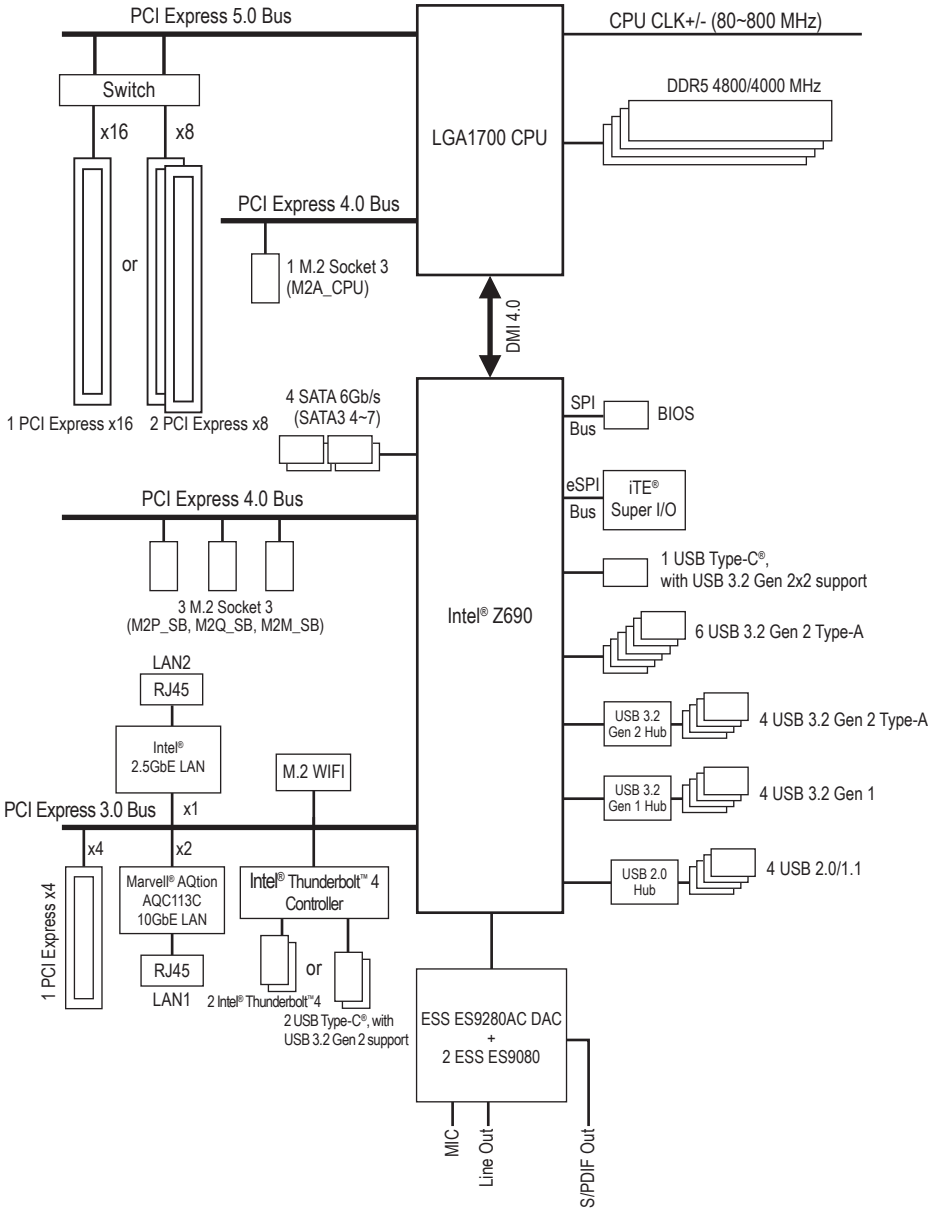 PCI Express 5.0 Bus
CPU CLK+/- (80~800 MHz)
Switch
x16
x8
DDR5 4800/4000 MHz
LGA1700 CPU
PCI Express 4.0 Bus
or
1 M.2 Socket 3
(M2A_CPU)
DMI 4.0
1 PCI Express x16
2 PCI Express x8
4 SATA 6Gb/s
(SATA3 4~7)
SPI
Bus
BIOS
eSPI
Bus
iTE®
Super I/O
PCI Express 4.0 Bus
1 USB Type-C®,
with USB 3.2 Gen 2x2 support
3 M.2 Socket 3
(M2P_SB, M2Q_SB, M2M_SB)
Intel® Z690
6 USB 3.2 Gen 2 Type-A
LAN2
RJ45
Intel®
2.5GbE LAN
M.2 WIFI
USB 3.2
Gen 2 Hub
4 USB 3.2 Gen 2 Type-A
PCI Express 3.0 Bus
x1
USB 3.2
Gen 1 Hub
4 USB 3.2 Gen 1
x4
x2
1 PCI Express x4
Marvell® AQtion
AQC113C
10GbE LAN
Intel® Thunderbolt™ 4
Controller
USB 2.0
Hub
4 USB 2.0/1.1
RJ45
LAN1
or
2 Intel® Thunderbolt™ 4
2 USB Type-C®, with
USB 3.2 Gen 2 support
ESS ES9280AC DAC
+
2 ESS ES9080
MIC
Line Out
S/PDIF Out